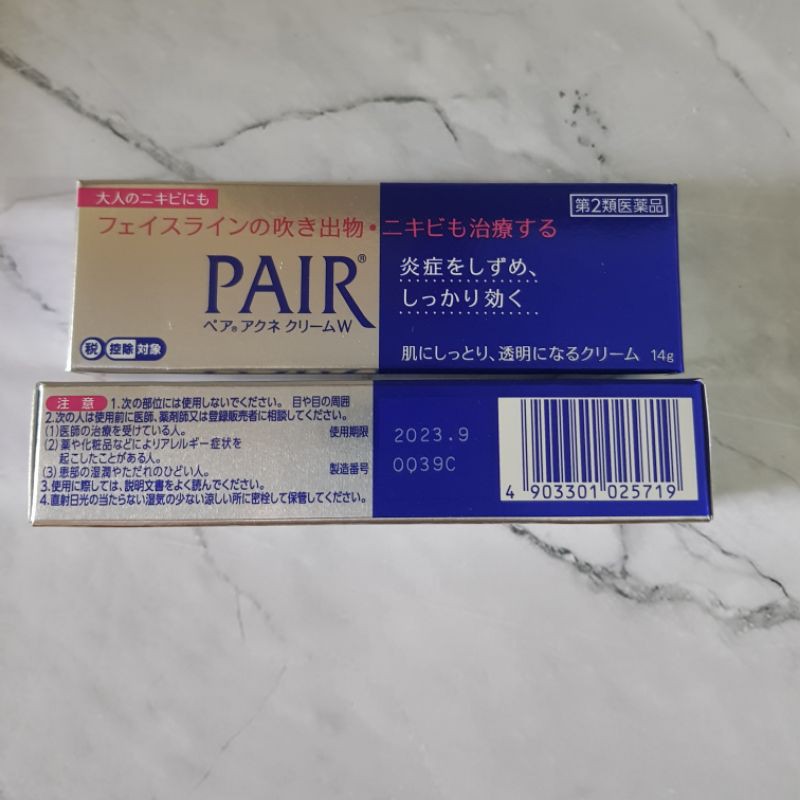 大人のニキビにも
フェイスラインの吹き出物・ニキビも治療する
第2類医薬品
PAIR®
ペア®アクネ クリームW
炎症をしずめ、
しっかり効く
税 控除対象
肌にしっとり、透明になるクリーム 14g
注意 1.次の部位には使用しないでください。 目や目の周囲
2.次の人は使用前に医師、薬剤師又は登録販売者に相談してください。
(1)医師の治療を受けている人。
(2)薬や化粧品などによりアレルギー症状を
起こしたことがある人。
(3)患部の湿潤やただれのひどい人。
3.使用に際しては、説明文書をよく読んでください。
4.直射日光の当たらない湿気の少ない涼しい所に密栓して保管してください。
使用期限 2023.9
製造番号 0Q39C
4 903301 025719